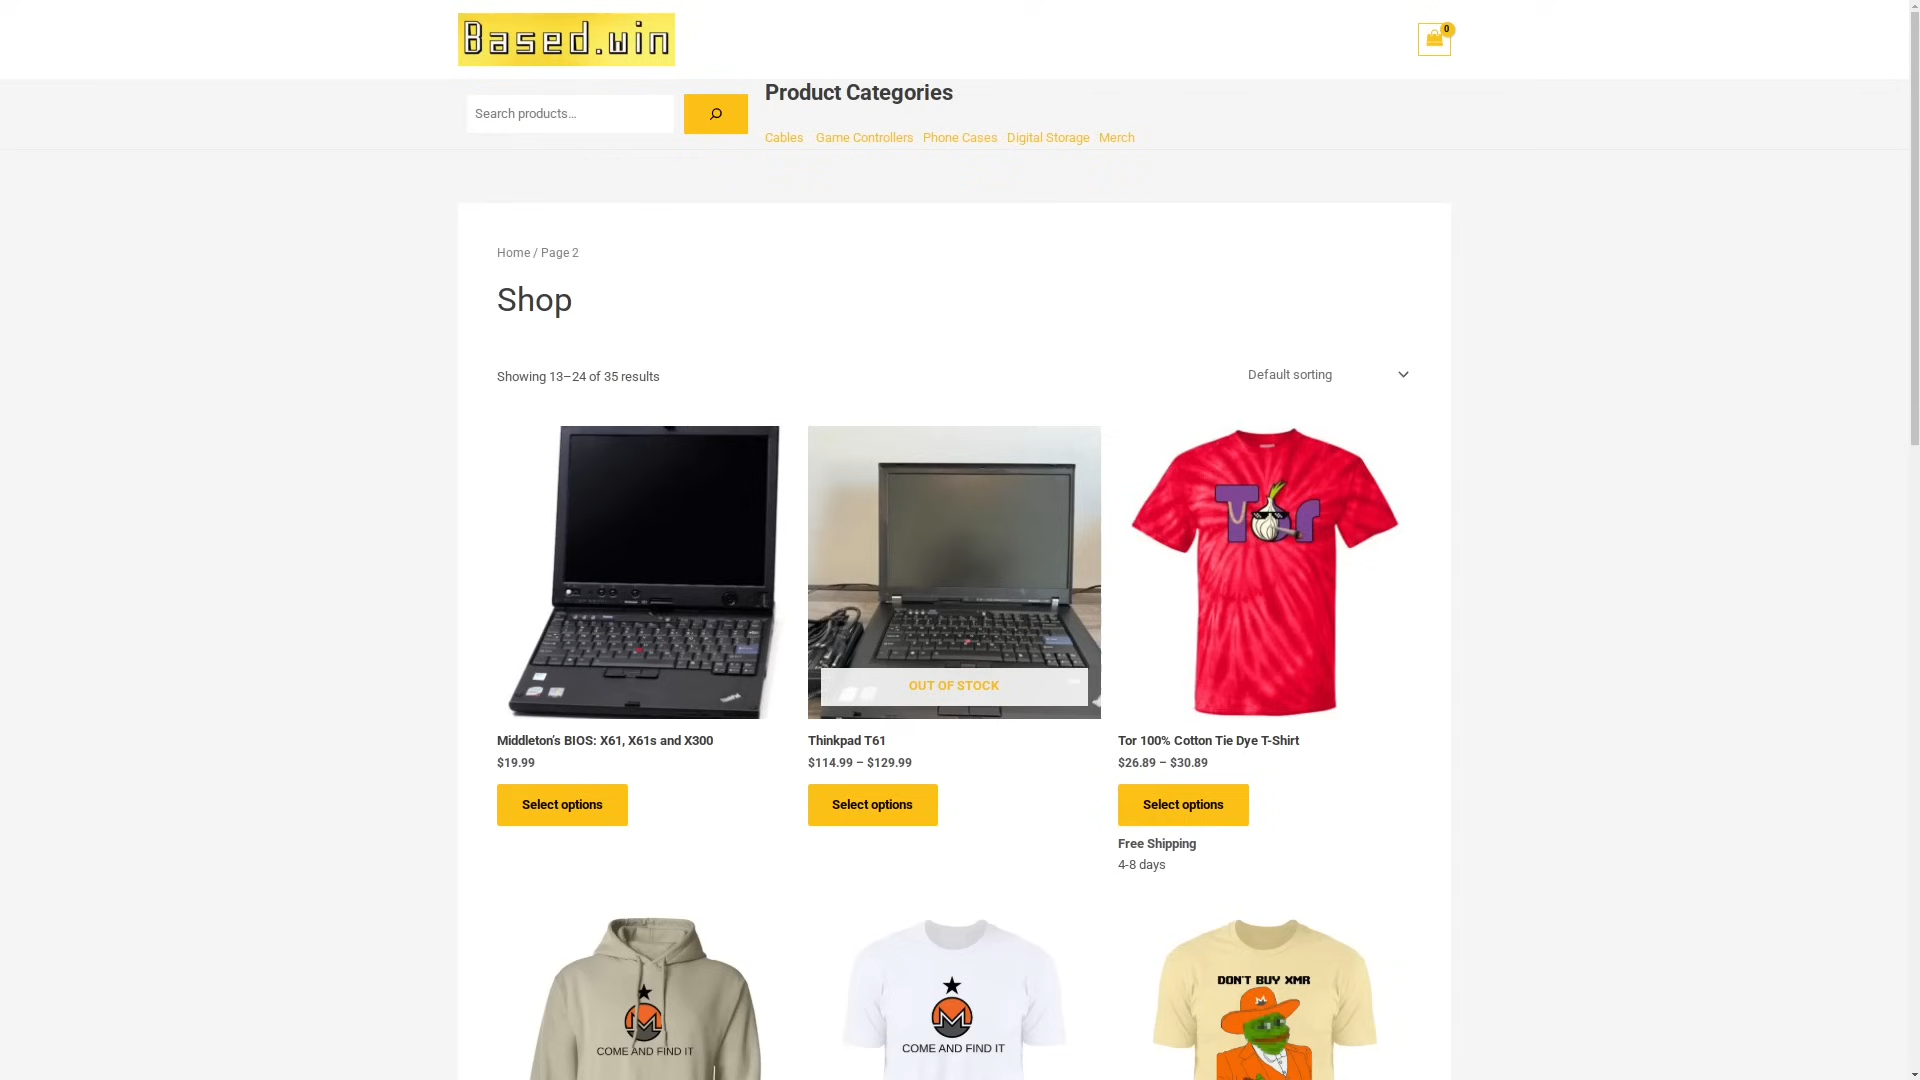 Based.win
0
Search products…
Product Categories
Cables Game Controllers Phone Cases Digital Storage Merch
Home / Page 2
Shop
Showing 13–24 of 35 results
Default sorting
OUT OF STOCK
Tor
ThinkPad
Middleton’s BIOS: X61, X61s and X300
$19.99
Select options
Thinkpad T61
$114.99 – $129.99
Select options
Tor 100% Cotton Tie Dye T-Shirt
$26.89 – $30.89
Select options
Free Shipping
4-8 days
COME AND FIND IT
COME AND FIND IT
DON'T BUY XMR